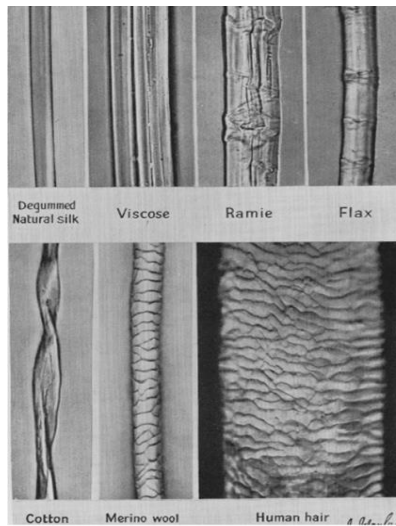 Degummed
Natural silk
Viscose
Ramie
Flax
Cotton
Merino wool
Human hair